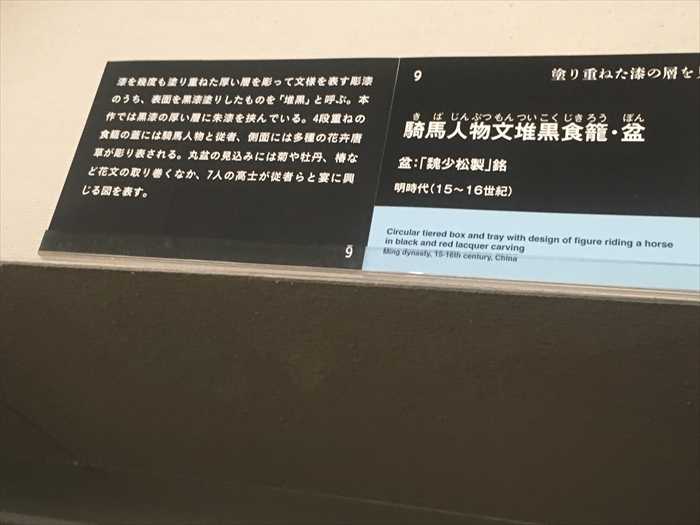 漆を幾度も塗り重ねた厚い層を彫って文様を表す彫漆
のうち、表面を黒漆塗りしたものを「堆黒」と呼ぶ。本
作では黒漆の厚い層に朱漆を挟んでいる。4段重ねの
食籠の蓋には騎馬人物と従者、側面には多種の花卉唐
草が彫り表される。丸盆の見込みには菊や牡丹、椿な
ど花文の取り巻くなか、7人の高士が従者らと宴に興
じる図を表す。
9
9
塗り重ねた漆の層を
き ば じんぶつもんついこくじきろう ぼん
騎馬人物文堆黒食籠・盆
盆:「魏少松製」銘
明時代(15〜16世紀)
Circular tiered box and tray with design of figure riding a horse
in black and red lacquer carving
Ming dynasty, 15-16th century, China